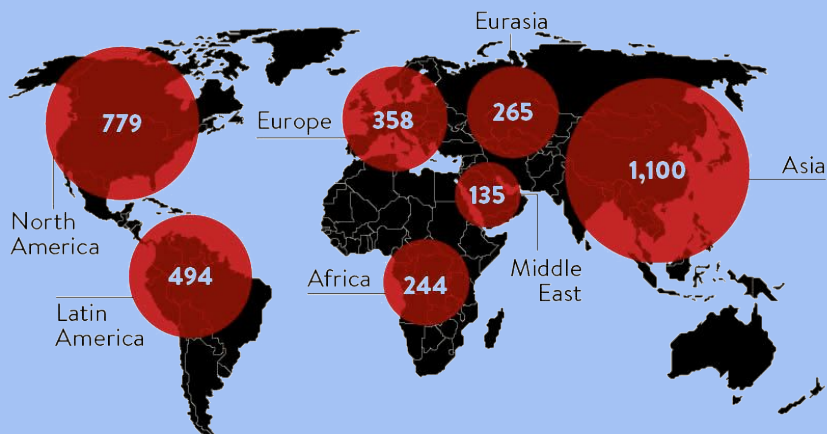 Eurasia
779
Europe
358
265
1,100
Asia
135
North
America
494
Africa
244
Middle
East
Latin
America